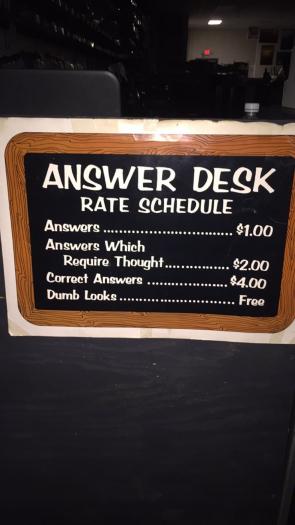 ANSWER DESK
RATE SCHEDULE
Answers ............................. $1.00
Answers Which
Require Thought............... $2.00
Correct Answers .................... $4.00
Dumb Looks ......................... Free